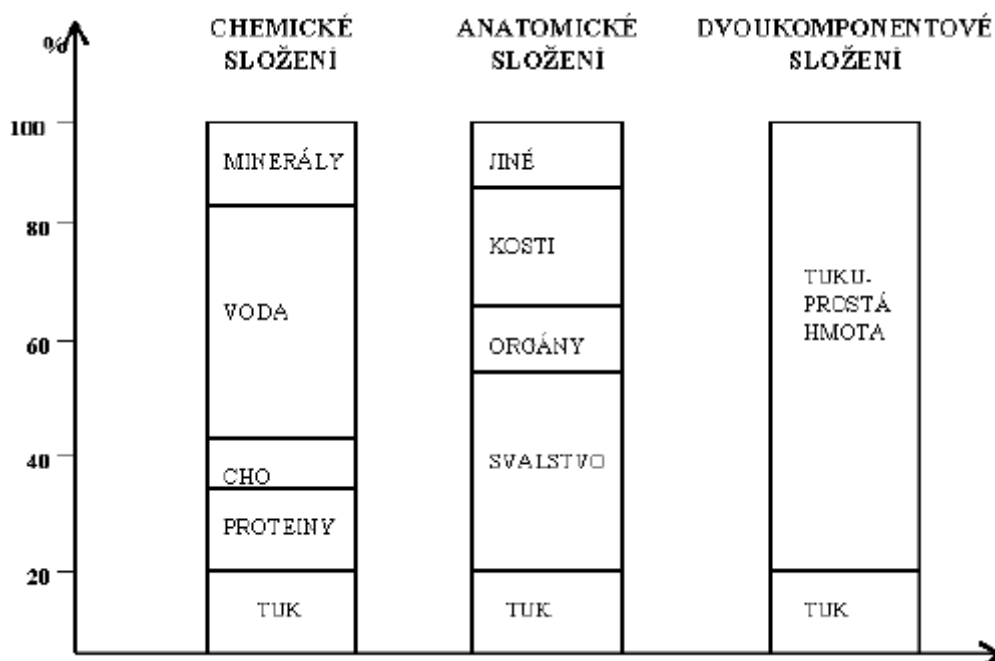 %
CHEMICKÉ
SLOŽENÍ
ANATOMICKÉ
SLOŽENÍ
DVOUKOMPONENTOVÉ
SLOŽENÍ
100
80
60
40
20
MINERÁLY
VODA
CHO
PROTEINY
TUK
JINÉ
KOSTI
ORGÁNY
SVALSTVO
TUK
TUKU-
PROSTÁ
HMOTA
TUK